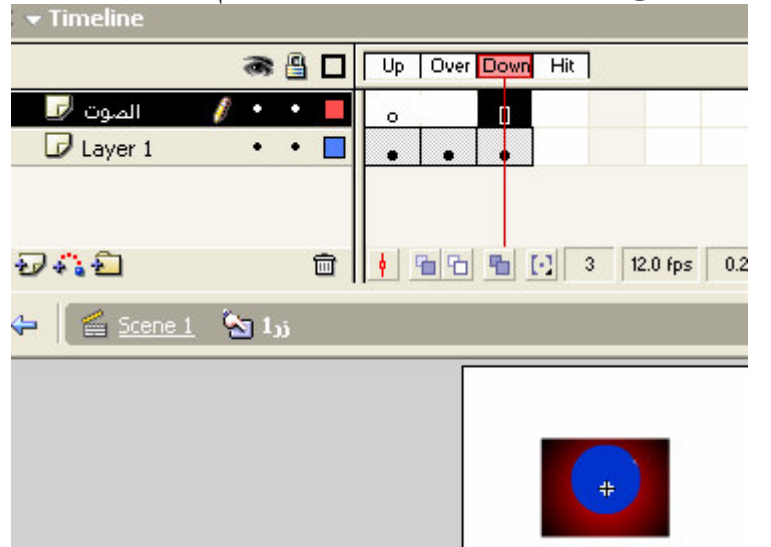 Timeline
Up Over Down Hit
الصوت
Layer 1
3 12.0 fps 0.2
Scene 1 زر1